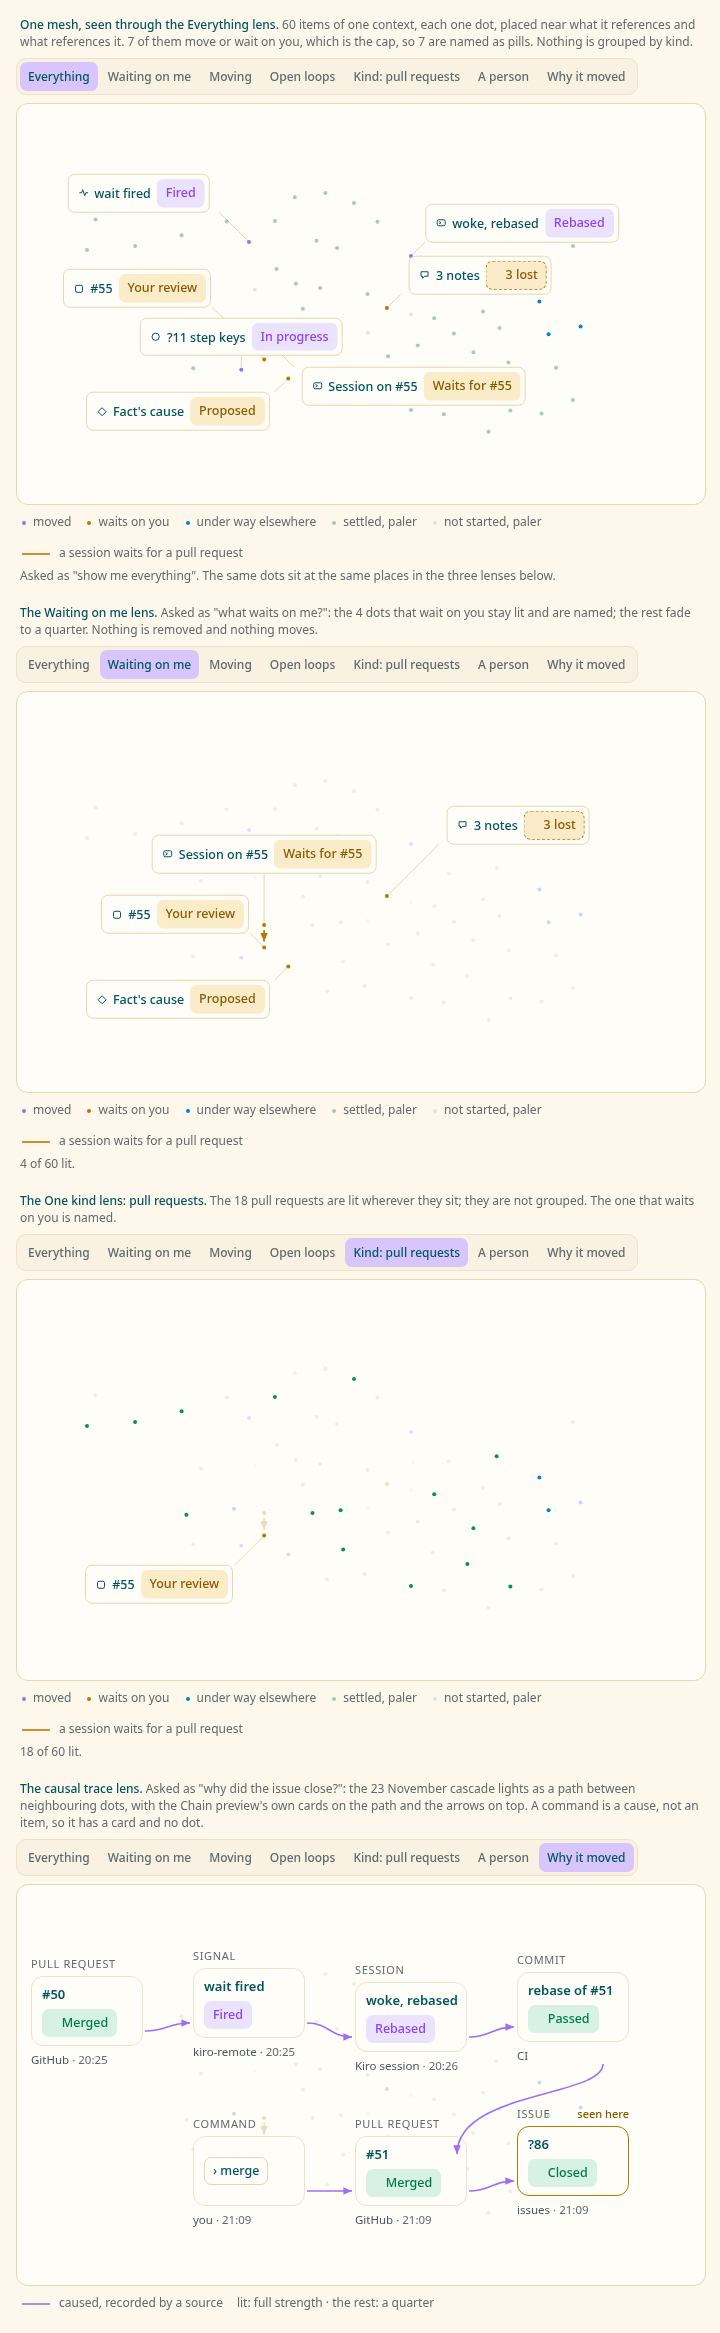 One mesh, seen through the Everything lens. 60 items of one context, each one dot, placed near what it references and
what references it. 7 of them move or wait on you, which is the cap, so 7 are named as pills. Nothing is grouped by kind.
Everything Waiting on me Moving Open loops Kind: pull requests A person Why it moved
wait fired Fired
woke, rebased Rebased
3 notes 3 lost
#55 Your review
?11 step keys In progress
Session on #55 Waits for #55
Fact's cause Proposed
moved waits on you under way elsewhere settled, paler not started, paler
a session waits for a pull request
Asked as "show me everything". The same dots sit at the same places in the three lenses below.
The Waiting on me lens. Asked as "what waits on me?": the 4 dots that wait on you stay lit and are named; the rest fade
to a quarter. Nothing is removed and nothing moves.
Everything Waiting on me Moving Open loops Kind: pull requests A person Why it moved
3 notes 3 lost
Session on #55 Waits for #55
#55 Your review
Fact's cause Proposed
moved waits on you under way elsewhere settled, paler not started, paler
a session waits for a pull request
4 of 60 lit.
The One kind lens: pull requests. The 18 pull requests are lit wherever they sit; they are not grouped. The one that waits
on you is named.
Everything Waiting on me Moving Open loops Kind: pull requests A person Why it moved
#55 Your review
moved waits on you under way elsewhere settled, paler not started, paler
a session waits for a pull request
18 of 60 lit.
The causal trace lens. Asked as "why did the issue close?": the 23 November cascade lights as a path between
neighbouring dots, with the Chain preview's own cards on the path and the arrows on top. A command is a cause, not an
item, so it has a card and no dot.
Everything Waiting on me Moving Open loops Kind: pull requests A person Why it moved
PULL REQUEST
#50
Merged
GitHub · 20:25
SIGNAL
wait fired
Fired
kiro-remote · 20:25
SESSION
woke, rebased
Rebased
Kiro session · 20:26
COMMIT
rebase of #51
Passed
CI
COMMAND
› merge
you · 21:09
PULL REQUEST
#51
Merged
GitHub · 21:09
ISSUE seen here
?86
Closed
issues · 21:09
caused, recorded by a source lit: full strength · the rest: a quarter